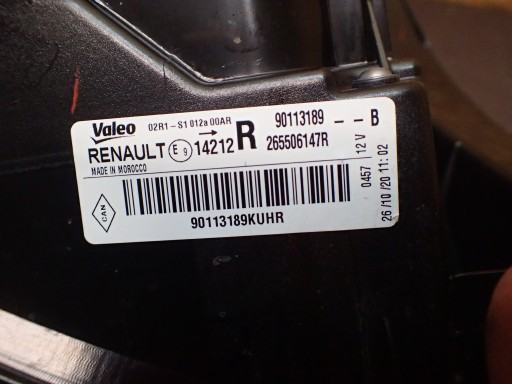 Valeo 02R1-S1 012a 00AR 90113189 - - B
RENAULT E 9 → 14212 R 265506147R
MADE IN MOROCCO
CAN
90113189KUHR
0457 12 V
26/10/20 11:02